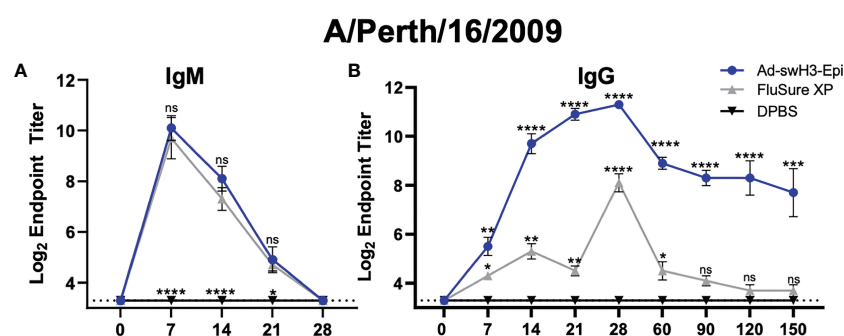 A/Perth/16/2009
A
IgM
B
IgG
Ad-swH3-Epi
FluSure XP
DPBS
Log2 Endpoint Titer
12
10
8
6
4
ns
ns
ns
****
****
*
0
7
14
21
28
Log2 Endpoint Titer
12
10
8
6
4
**
****
****
****
****
****
****
***
*
**
**
****
*
ns
ns
ns
0
7
14
21
28
60
90
120
150